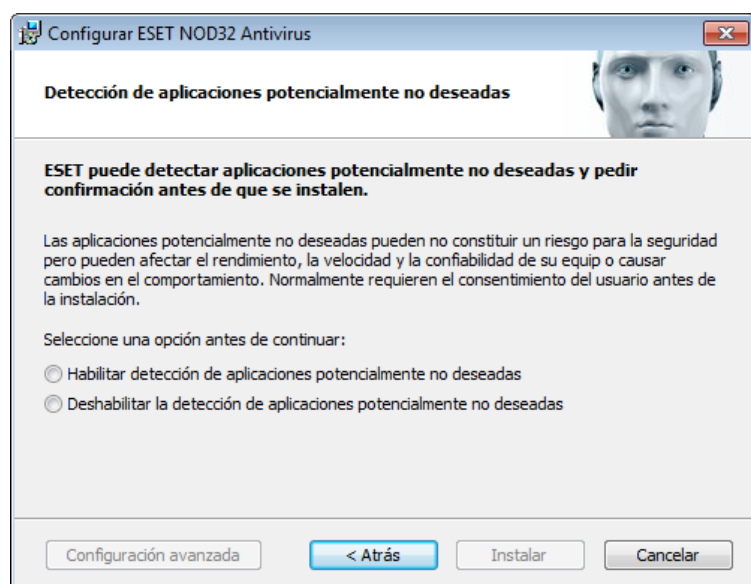 Configurar ESET NOD32 Antivirus
Detección de aplicaciones potencialmente no deseadas
ESET puede detectar aplicaciones potencialmente no deseadas y pedir
confirmación antes de que se instalen.
Las aplicaciones potencialmente no deseadas pueden no constituir un riesgo para la seguridad
pero pueden afectar el rendimiento, la velocidad y la confiabilidad de su equip o causar
cambios en el comportamiento. Normalmente requieren el consentimiento del usuario antes de
la instalación.
Seleccione una opción antes de continuar:
Habilitar detección de aplicaciones potencialmente no deseadas
Deshabilitar la detección de aplicaciones potencialmente no deseadas
Configuración avanzada < Atrás Instalar Cancelar